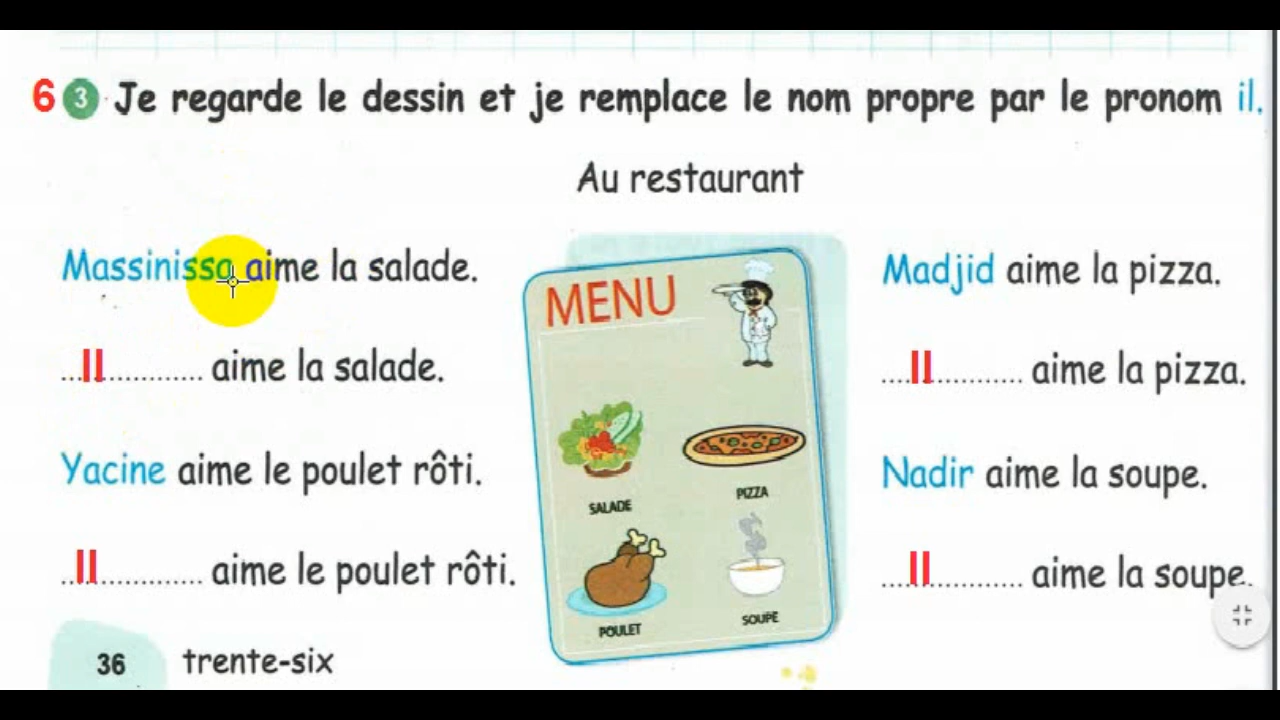 6 3 Je regarde le dessin et je remplace le nom propre par le pronom il.
Au restaurant
Massinissa aime la salade.
Il aime la salade.
Yacine aime le poulet rôti.
Il aime le poulet rôti.
MENU
SALADE
PIZZA
POULET
SOUPE
Madjid aime la pizza.
Il aime la pizza.
Nadir aime la soupe.
Il aime la soupe.
36 trente-six